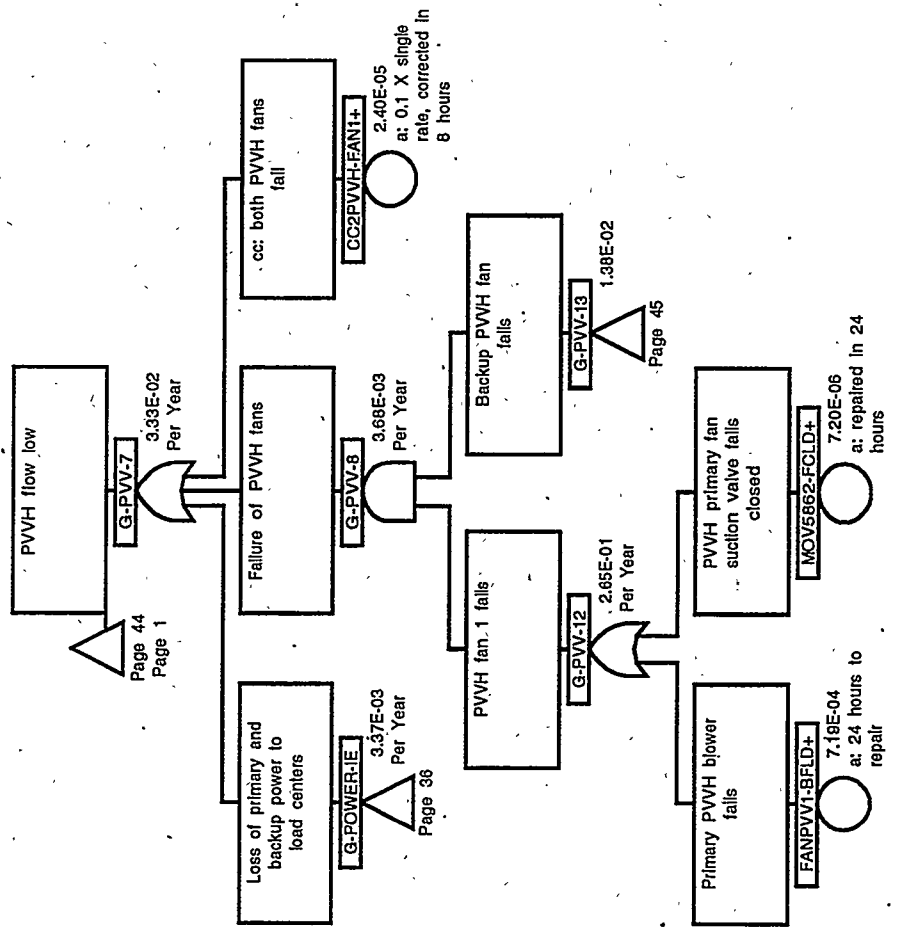 PVVH flow low
G-PVV-7
3.33E-02
Per Year
Page 44
Page 1
Loss of primary and
backup power to
load centers
G-POWER-IE
3.37E-03
Per Year
Page 36
Failure of PVVH fans
G-PVV-8
3.68E-03
Per Year
cc: both PVVH fans
fail
CC2PVVH-FAN1+
2.40E-05
a: 0.1 X single
rate, corrected in
8 hours
PVVH fan 1 fails
G-PVV-12
2.65E-01
Per Year
Backup PVVH fan
fails
G-PVV-13
1.38E-02
Page 45
Primary PVVH blower
fails
FANPVV1-BFLD+
7.19E-04
a: 24 hours to
repair
PVVH primary fan
suction valve fails
closed
MOV5862-FCLD+
7.20E-06
a: repaired in 24
hours